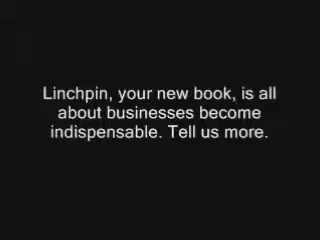 Linchpin, your new book, is all
about businesses become
indispensable. Tell us more.